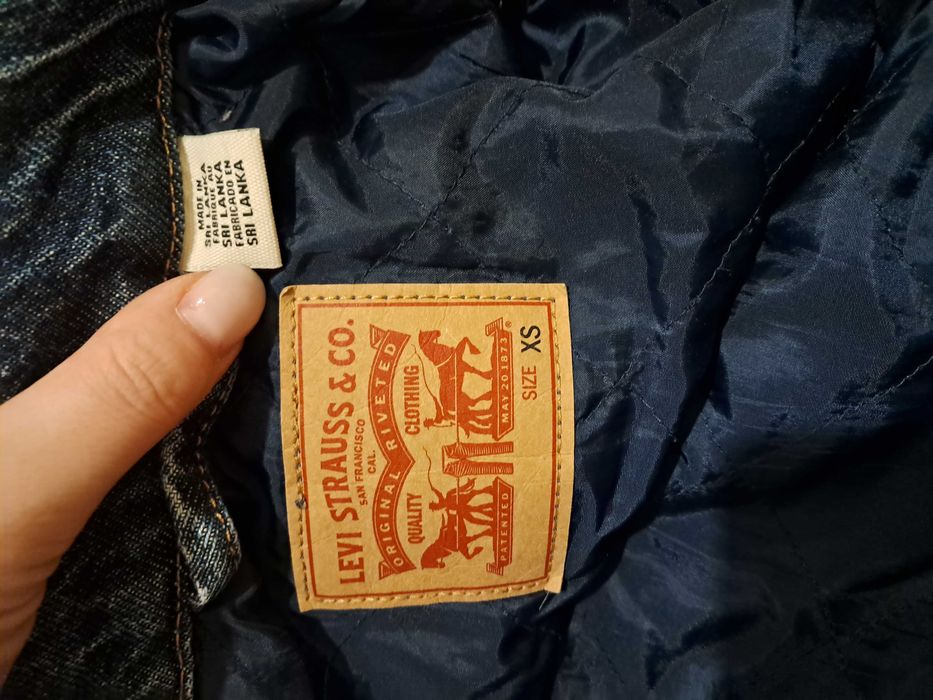 MADE IN
SRI LANKA
FABRIQUE AU
SRI LANKA
FABRICADO EN
SRI LANKA
LEVI STRAUSS & CO.
SAN FRANCISCO
CAL.
ORIGINAL RIVETED
QUALITY CLOTHING
PATENTED MAY 20 1873 ®
SIZE XS